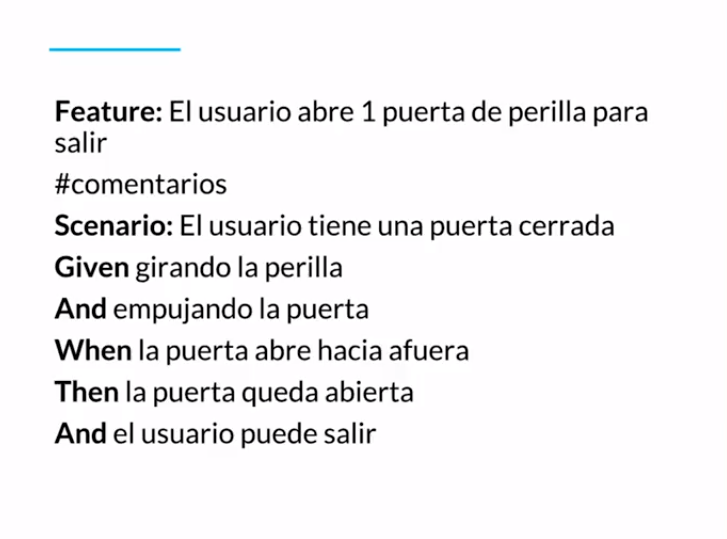 Feature: El usuario abre 1 puerta de perilla para
salir
#comentarios
Scenario: El usuario tiene una puerta cerrada
Given girando la perilla
And empujando la puerta
When la puerta abre hacia afuera
Then la puerta queda abierta
And el usuario puede salir